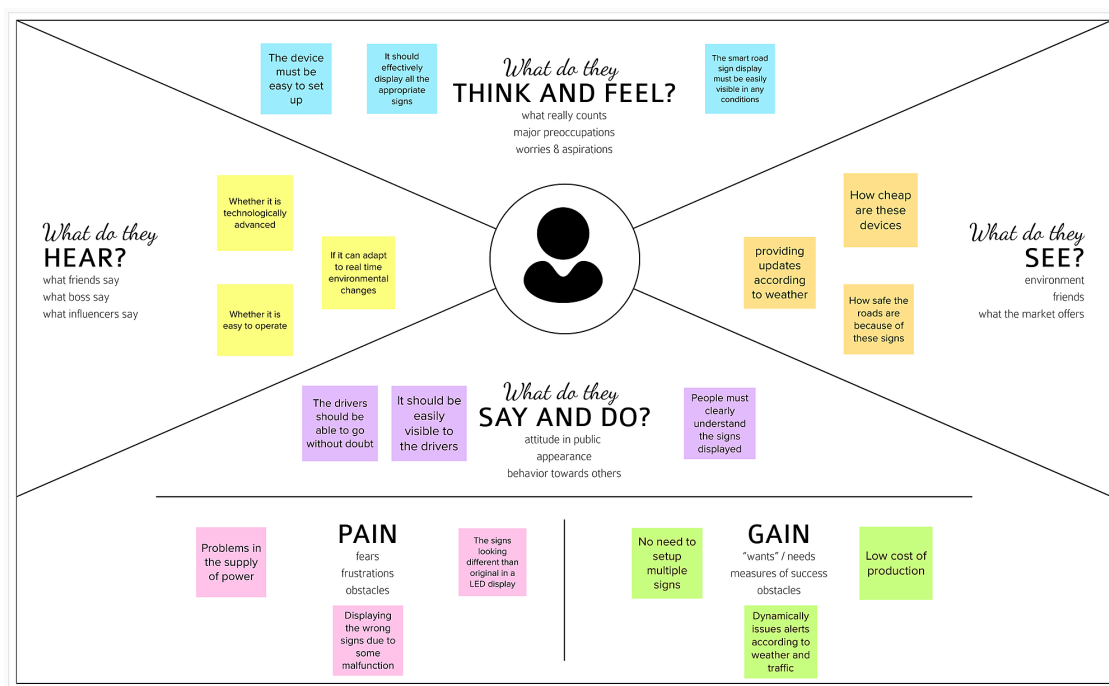 The device
must be
easy to set
up
It should
effectively
display all the
appropriate
signs
What do they
THINK AND FEEL?
what really counts
major preoccupations
worries & aspirations
The smart road
sign display
must be easily
visible in any
conditions
What do they
HEAR?
what friends say
what boss say
what influencers say
Whether it is
technologically
advanced
If it can adapt
to real time
environmental
changes
Whether it is
easy to operate
How cheap
are these
devices
providing
updates
according
to weather
How safe the
roads are
because of
these signs
What do they
SEE?
environment
friends
what the market offers
The drivers
should be
able to go
without doubt
It should be
easily
visible to
the drivers
What do they
SAY AND DO?
attitude in public
appearance
behavior towards others
People must
clearly
understand
the signs
displayed
Problems in
the supply
of power
PAIN
fears
frustrations
obstacles
The signs
looking
different than
original in a
LED display
Displaying
the wrong
signs due to
some
malfunction
No need to
setup
multiple
signs
GAIN
"wants" / needs
measures of success
obstacles
Low cost of
production
Dynamically
issues alerts
according to
weather and
traffic